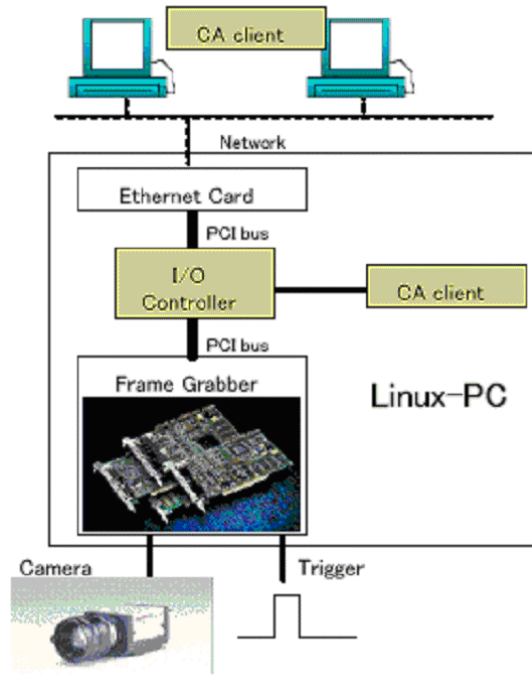 CA client
Network
Ethernet Card
PCI bus
I/O
Controller
CA client
PCI bus
Frame Grabber
Linux-PC
Camera
Trigger